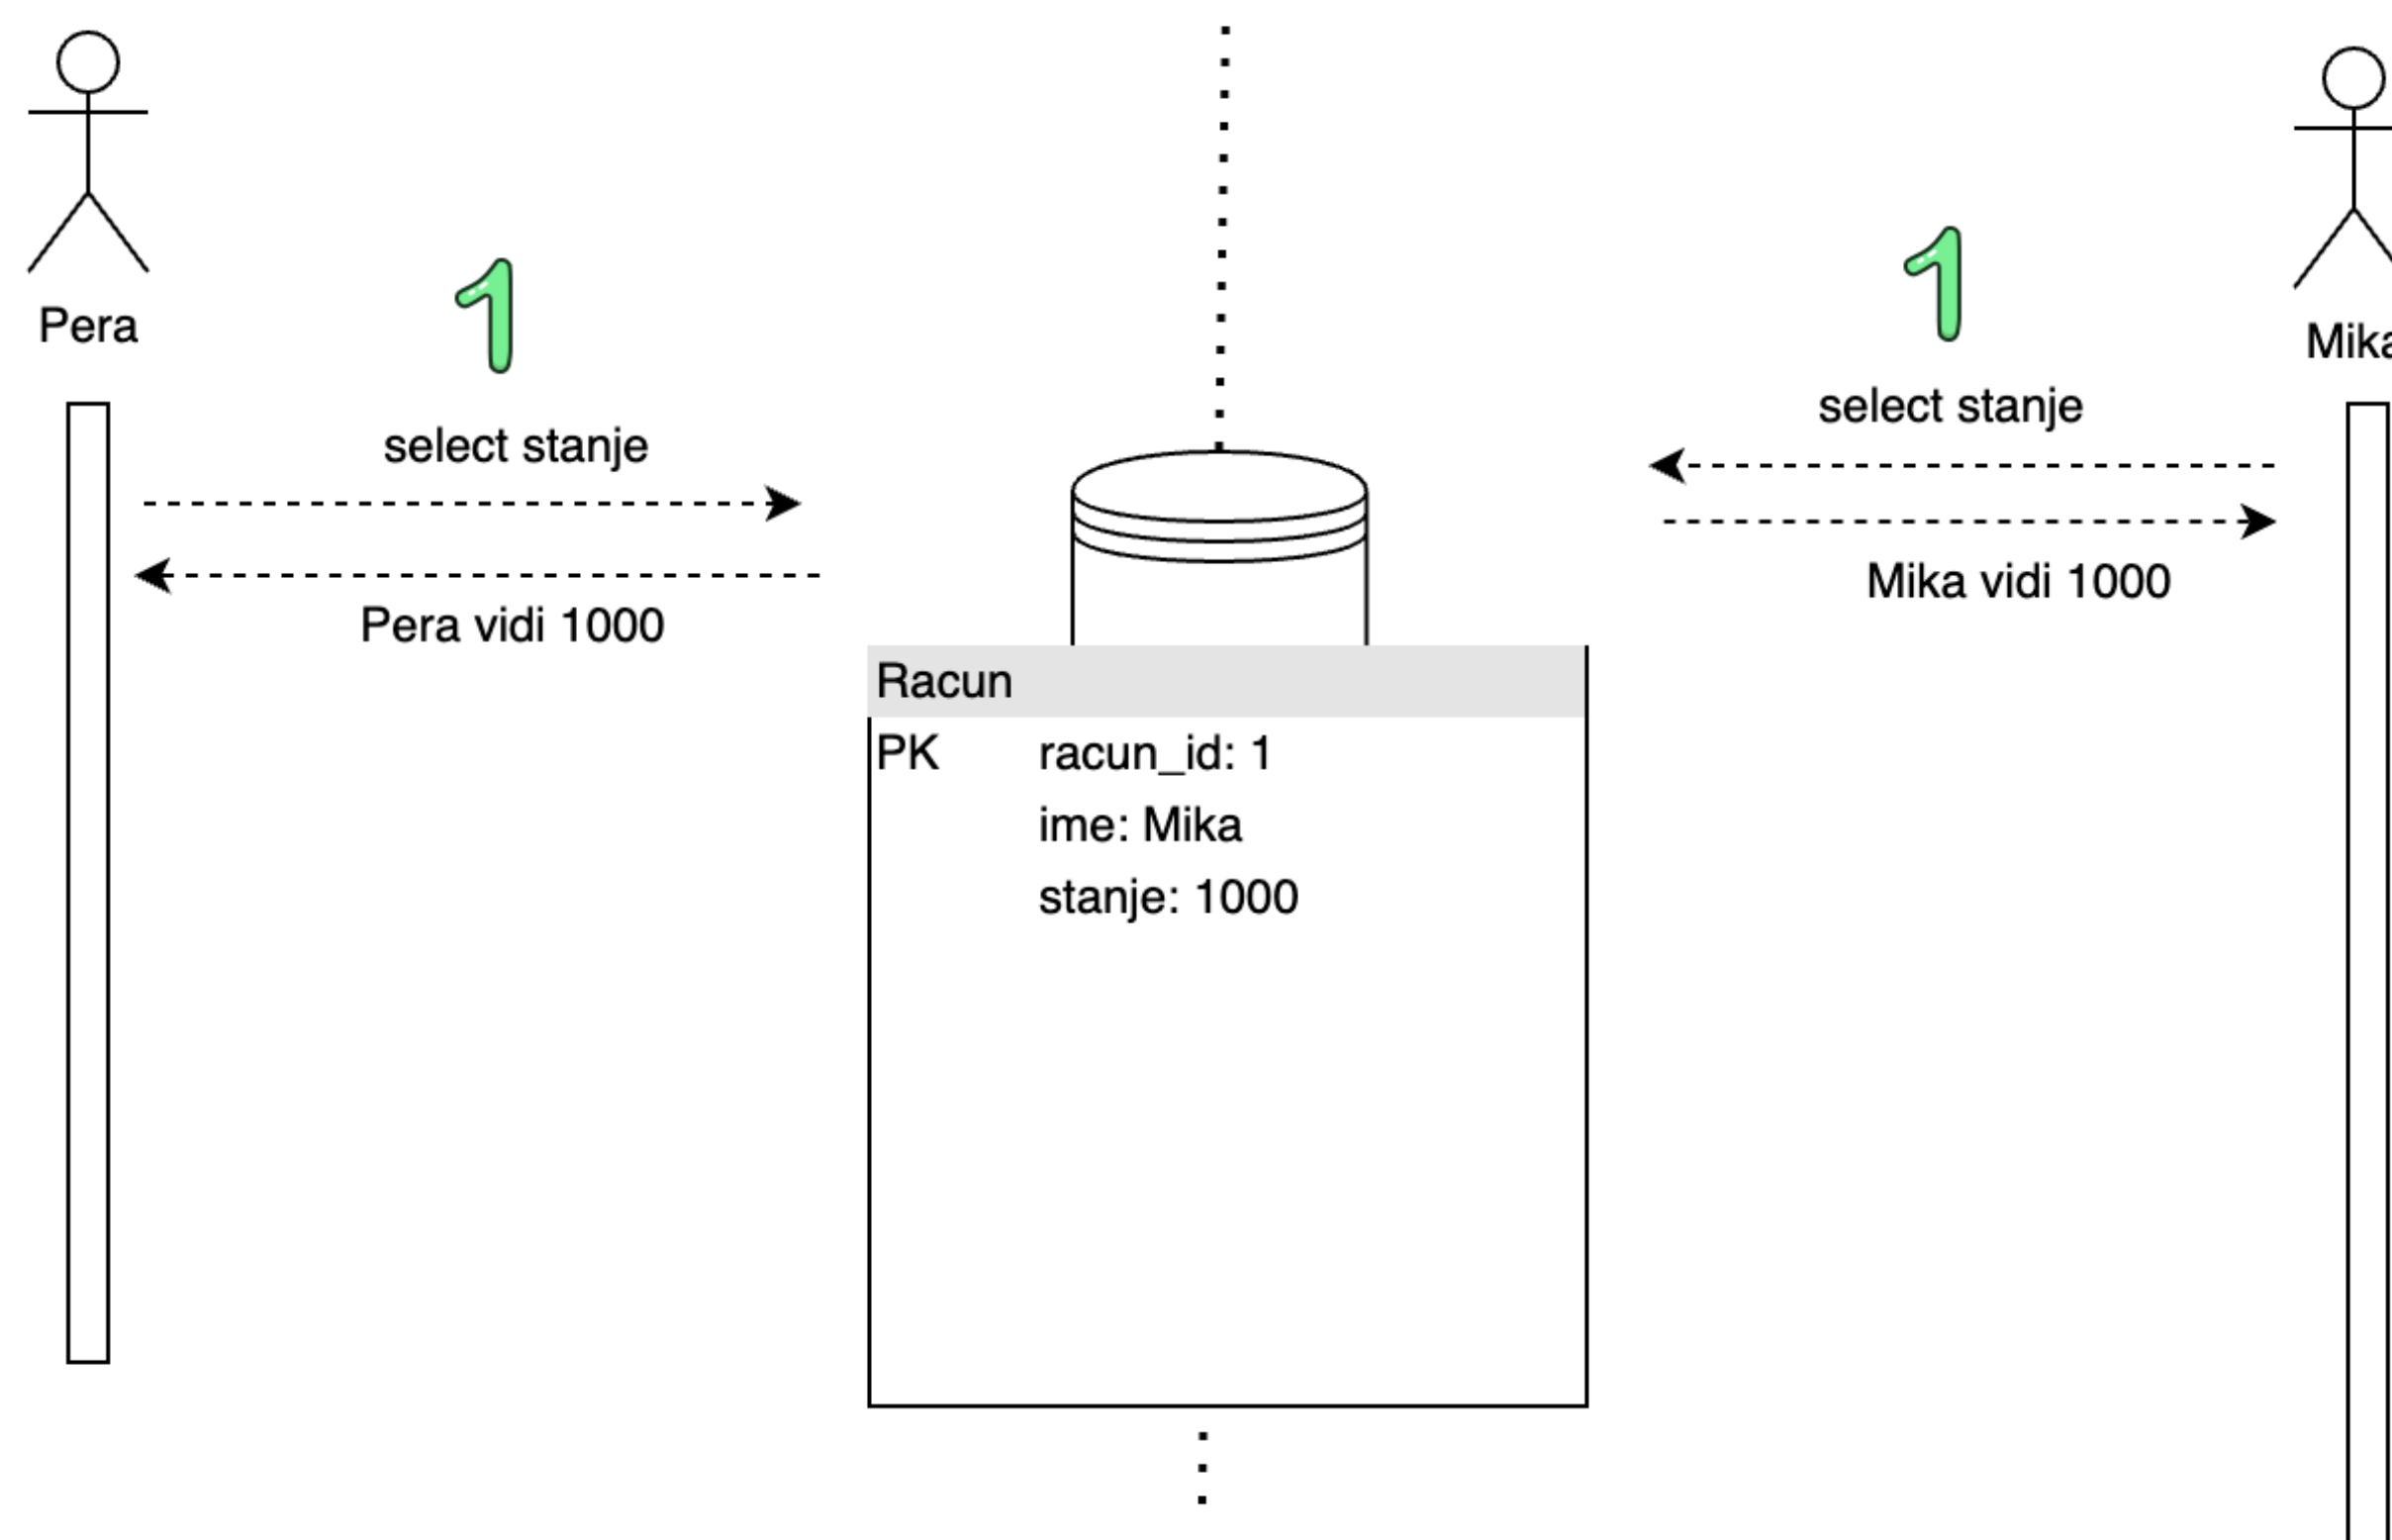 Pera
1
select stanje
Pera vidi 1000
Racun
PK racun_id: 1
ime: Mika
stanje: 1000
1
select stanje
Mika vidi 1000
Mika